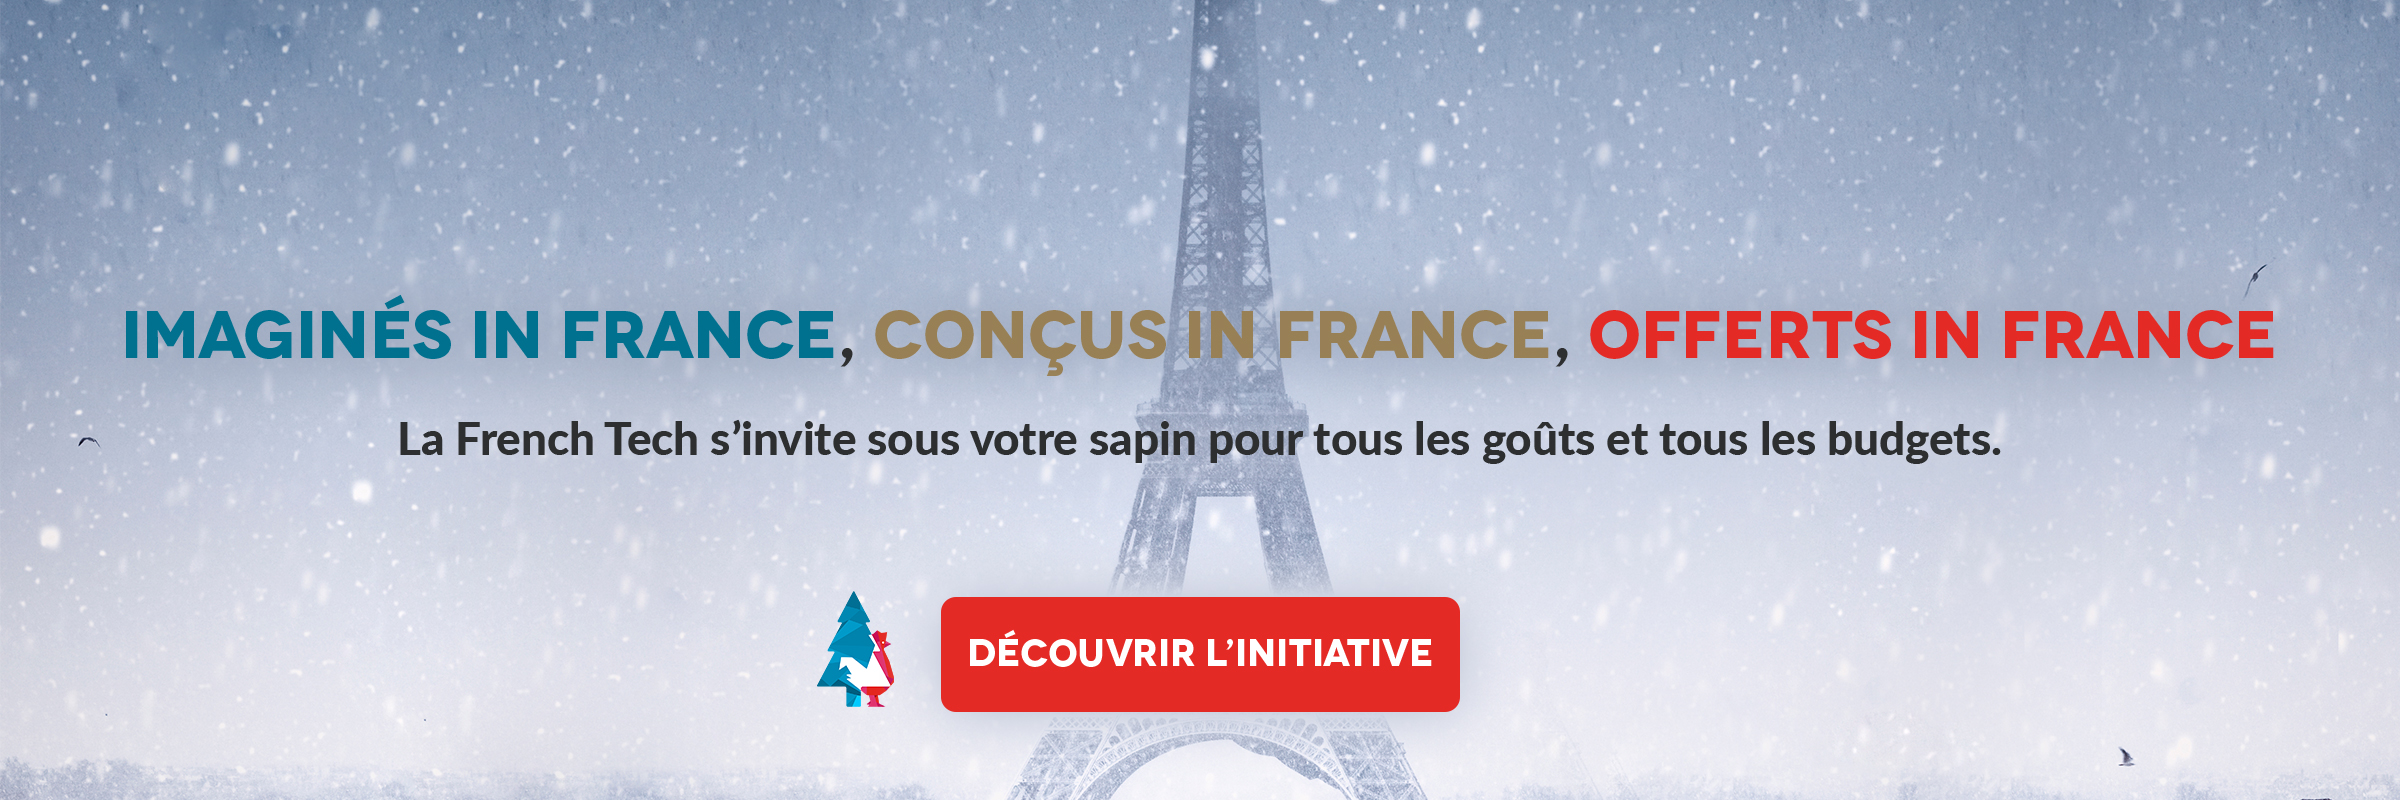 IMAGINÉS IN FRANCE, CONÇUS IN FRANCE, OFFERTS IN FRANCE
La French Tech s’invite sous votre sapin pour tous les goûts et tous les budgets.
DÉCOUVRIR L’INITIATIVE